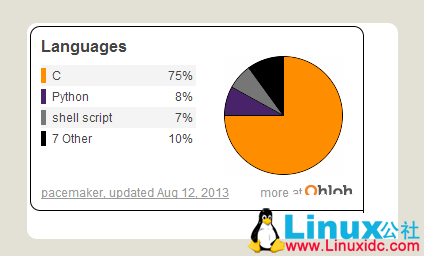 Languages
C 75%
Python 8%
shell script 7%
7 Other 10%
pacemaker, updated Aug 12, 2013 more at Ohloh
Linux公社
www.Linuxidc.com